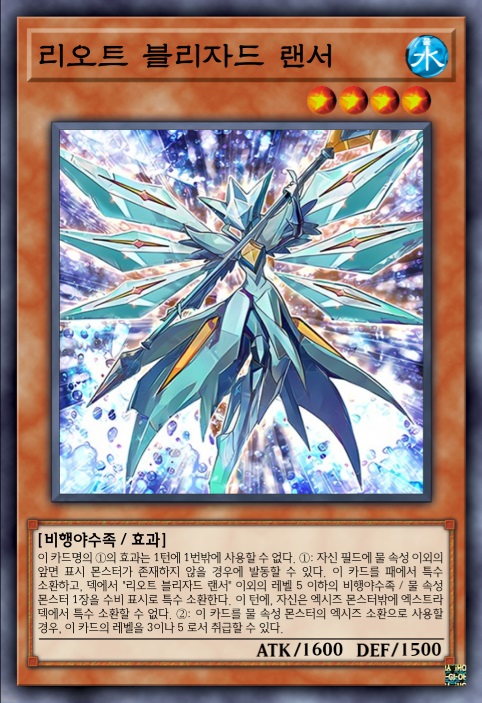 리오트 블리자드 랜서
水
[비행야수족 / 효과]
이 카드명의 ①의 효과는 1턴에 1번밖에 사용할 수 없다. ①: 자신 필드에 물 속성 이외의
앞면 표시 몬스터가 존재하지 않을 경우에 발동할 수 있다. 이 카드를 패에서 특수
소환하고, 덱에서 "리오트 블리자드 랜서" 이외의 레벨 5 이하의 비행야수족 / 물 속성
몬스터 1장을 수비 표시로 특수 소환한다. 이 턴에, 자신은 엑시즈 몬스터밖에 엑스트라
덱에서 특수 소환할 수 없다. ②: 이 카드를 물 속성 몬스터의 엑시즈 소환으로 사용할
경우, 이 카드의 레벨을 3이나 5 로서 취급할 수 있다.
ATK/1600 DEF/1500